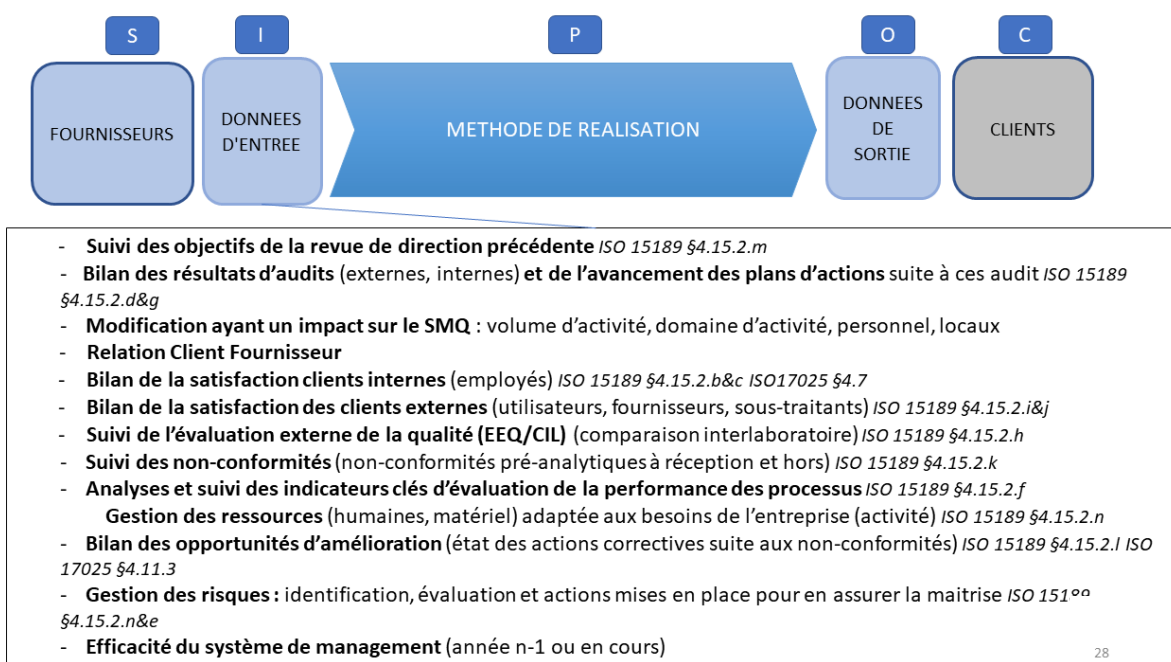 S
I
P
O
C
FOURNISSEURS
DONNEES
D'ENTREE
METHODE DE REALISATION
DONNEES
DE
SORTIE
CLIENTS
- Suivi des objectifs de la revue de direction précédente ISO 15189 §4.15.2.m
- Bilan des résultats d'audits (externes, internes) et de l'avancement des plans d'actions suite à ces audit ISO 15189
§4.15.2.d&g
- Modification ayant un impact sur le SMQ : volume d'activité, domaine d'activité, personnel, locaux
- Relation Client Fournisseur
- Bilan de la satisfaction clients internes (employés) ISO 15189 §4.15.2.b&c ISO17025 §4.7
- Bilan de la satisfaction des clients externes (utilisateurs, fournisseurs, sous-traitants) ISO 15189 §4.15.2.i&j
- Suivi de l'évaluation externe de la qualité (EEQ/CIL) (comparaison interlaboratoire) ISO 15189 §4.15.2.h
- Suivi des non-conformités (non-conformités pré-analytiques à réception et hors) ISO 15189 §4.15.2.k
- Analyses et suivi des indicateurs clés d'évaluation de la performance des processus ISO 15189 §4.15.2.f
Gestion des ressources (humaines, matériel) adaptée aux besoins de l'entreprise (activité) ISO 15189 §4.15.2.n
- Bilan des opportunités d'amélioration (état des actions correctives suite aux non-conformités) ISO 15189 §4.15.2.l ISO
17025 §4.11.3
- Gestion des risques : identification, évaluation et actions mises en place pour en assurer la maitrise ISO
§4.15.2.n&e
- Efficacité du système de management (année n-1 ou en cours)
28